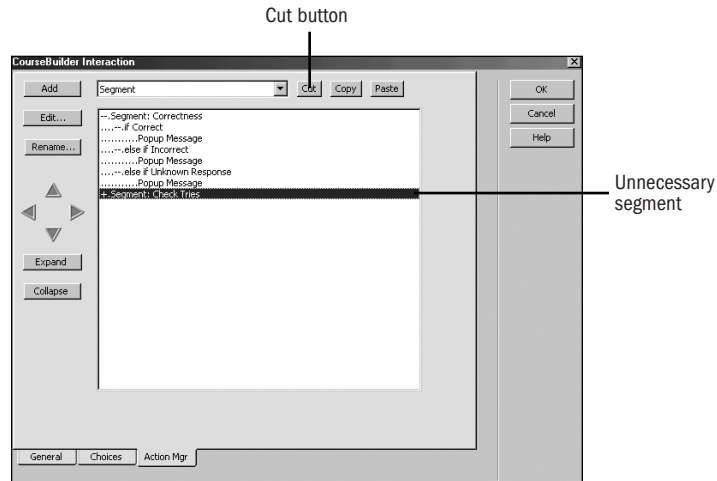 Cut button
CourseBuilder Interaction
Add
Segment
Cut
Copy
Paste
OK
Edit...
Cancel
Rename...
Help
--.Segment: Correctness
....--.if Correct
...........Popup Message
....--.else if Incorrect
...........Popup Message
....--.else if Unknown Response
...........Popup Message
+.Segment: Check Tries
Unnecessary
segment
Expand
Collapse
General
Choices
Action Mgr